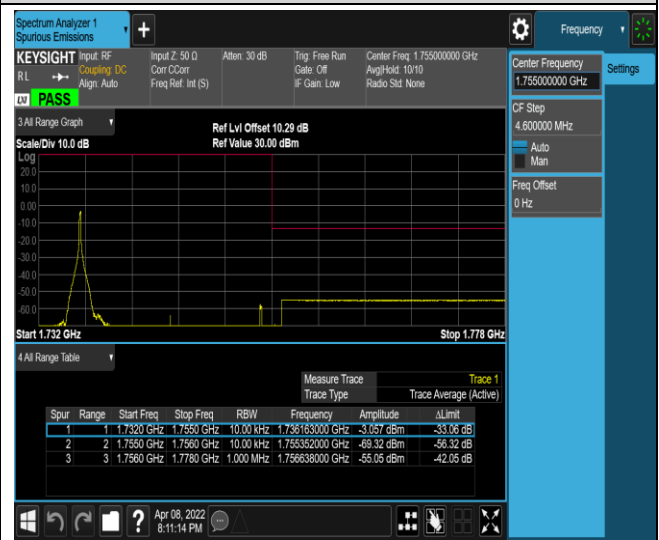 Spectrum Analyzer 1
Spurious Emissions
+
Frequency
KEYSIGHT
RL
LXI PASS
Input: RF
Coupling: DC
Align: Auto
Input Z: 50 Ω
Corr CCorr
Freq Ref: Int (S)
Atten: 30 dB
Trig: Free Run
Gate: Off
IF Gain: Low
Center Freq: 1.755000000 GHz
Avg|Hold: 10/10
Radio Std: None
Center Frequency
1.755000000 GHz
Settings
CF Step
4.600000 MHz
Auto
Man
Freq Offset
0 Hz
3 All Range Graph
Scale/Div 10.0 dB
Ref Lvl Offset 10.29 dB
Ref Value 30.00 dBm
Log
20.0
10.0
0.00
-10.0
-20.0
-30.0
-40.0
-50.0
-60.0
Start 1.732 GHz
Stop 1.778 GHz
4 All Range Table
Measure Trace Trace 1
Trace Type Trace Average (Active)
Spur Range Start Freq Stop Freq RBW Frequency Amplitude ΔLimit
1 1 1.7320 GHz 1.7550 GHz 10.00 kHz 1.736163000 GHz -3.057 dBm -33.06 dB
2 2 1.7550 GHz 1.7560 GHz 10.00 kHz 1.755352000 GHz -69.32 dBm -56.32 dB
3 3 1.7560 GHz 1.7780 GHz 1.000 MHz 1.756638000 GHz -55.05 dBm -42.05 dB
?
Apr 08, 2022
8:11:14 PM